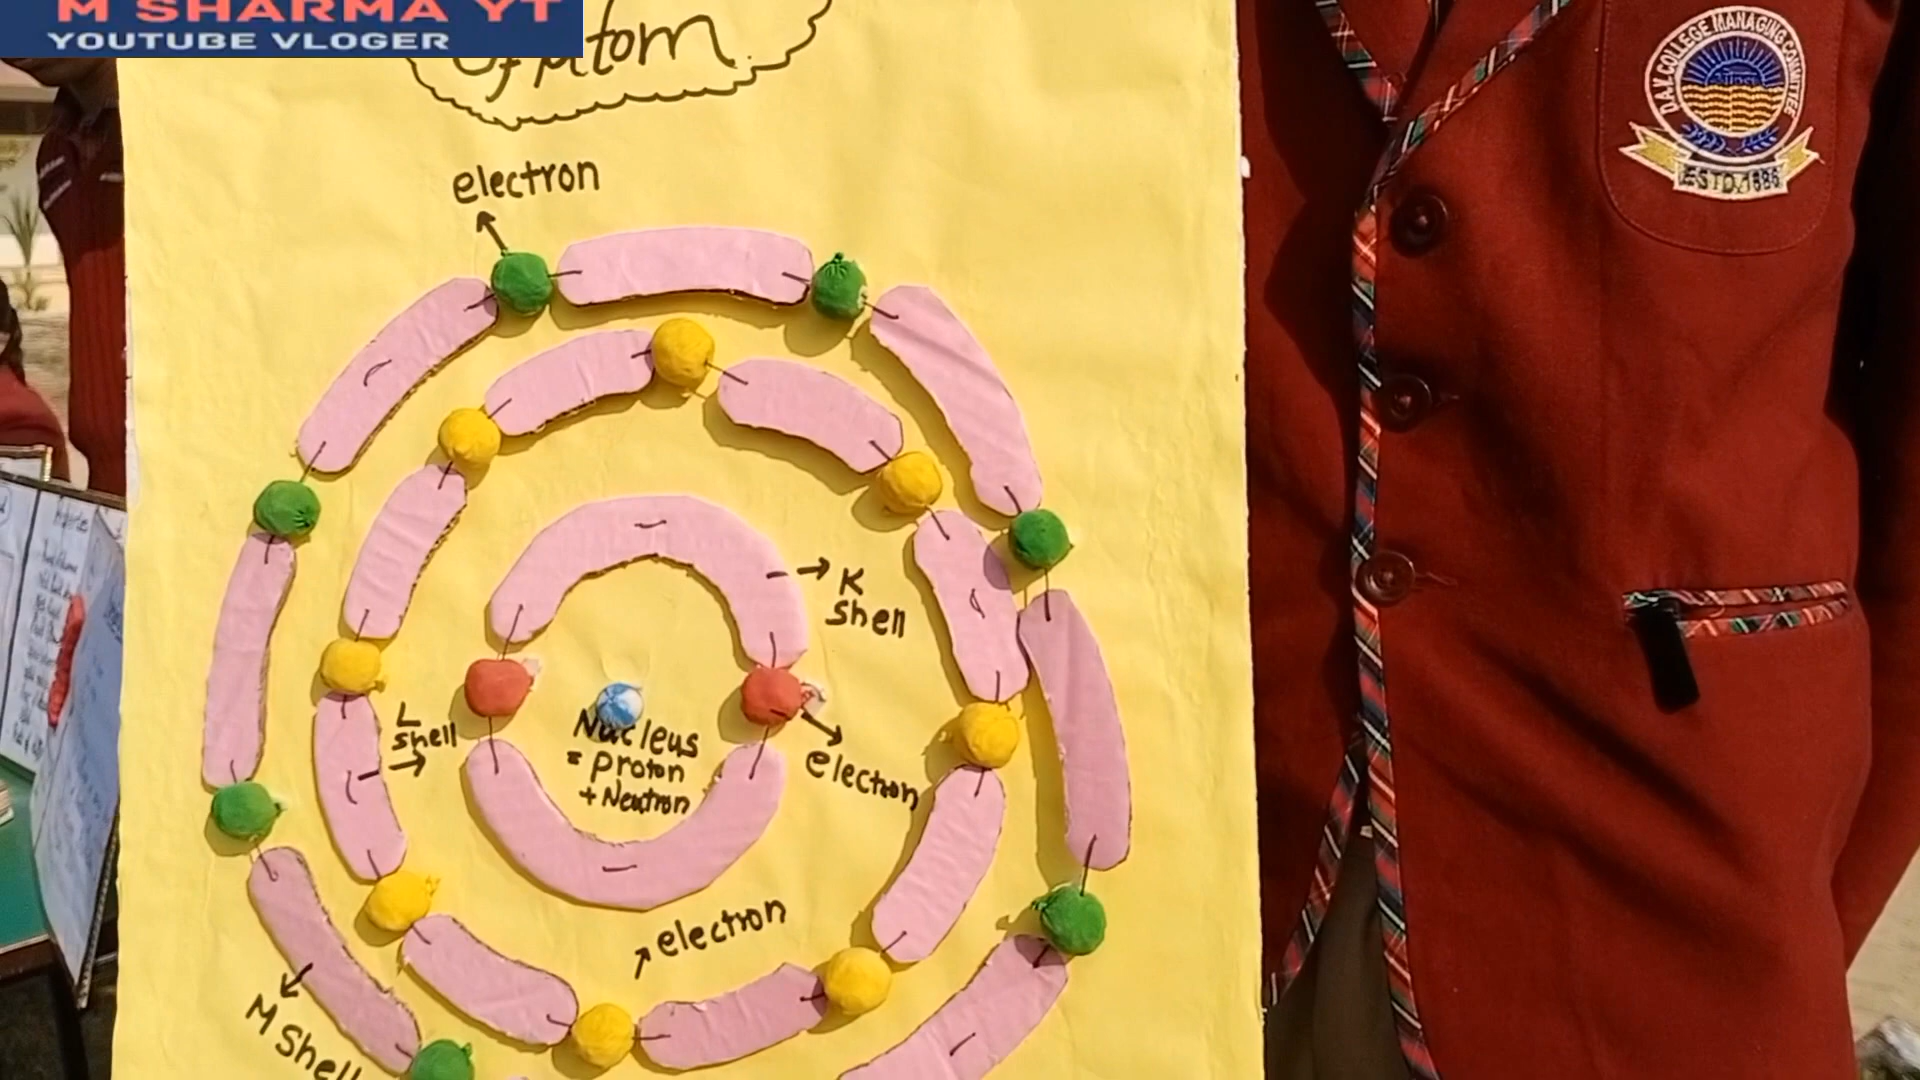 M SHARMA YT
YOUTUBE VLOGER
of Atom
electron
K
Shell
L
Shell
Nucleus
= proton
+ Neutron
electron
electron
M Shell
D.A.V. COLLEGE MANAGING COMMITTEE
ESTD. 1886